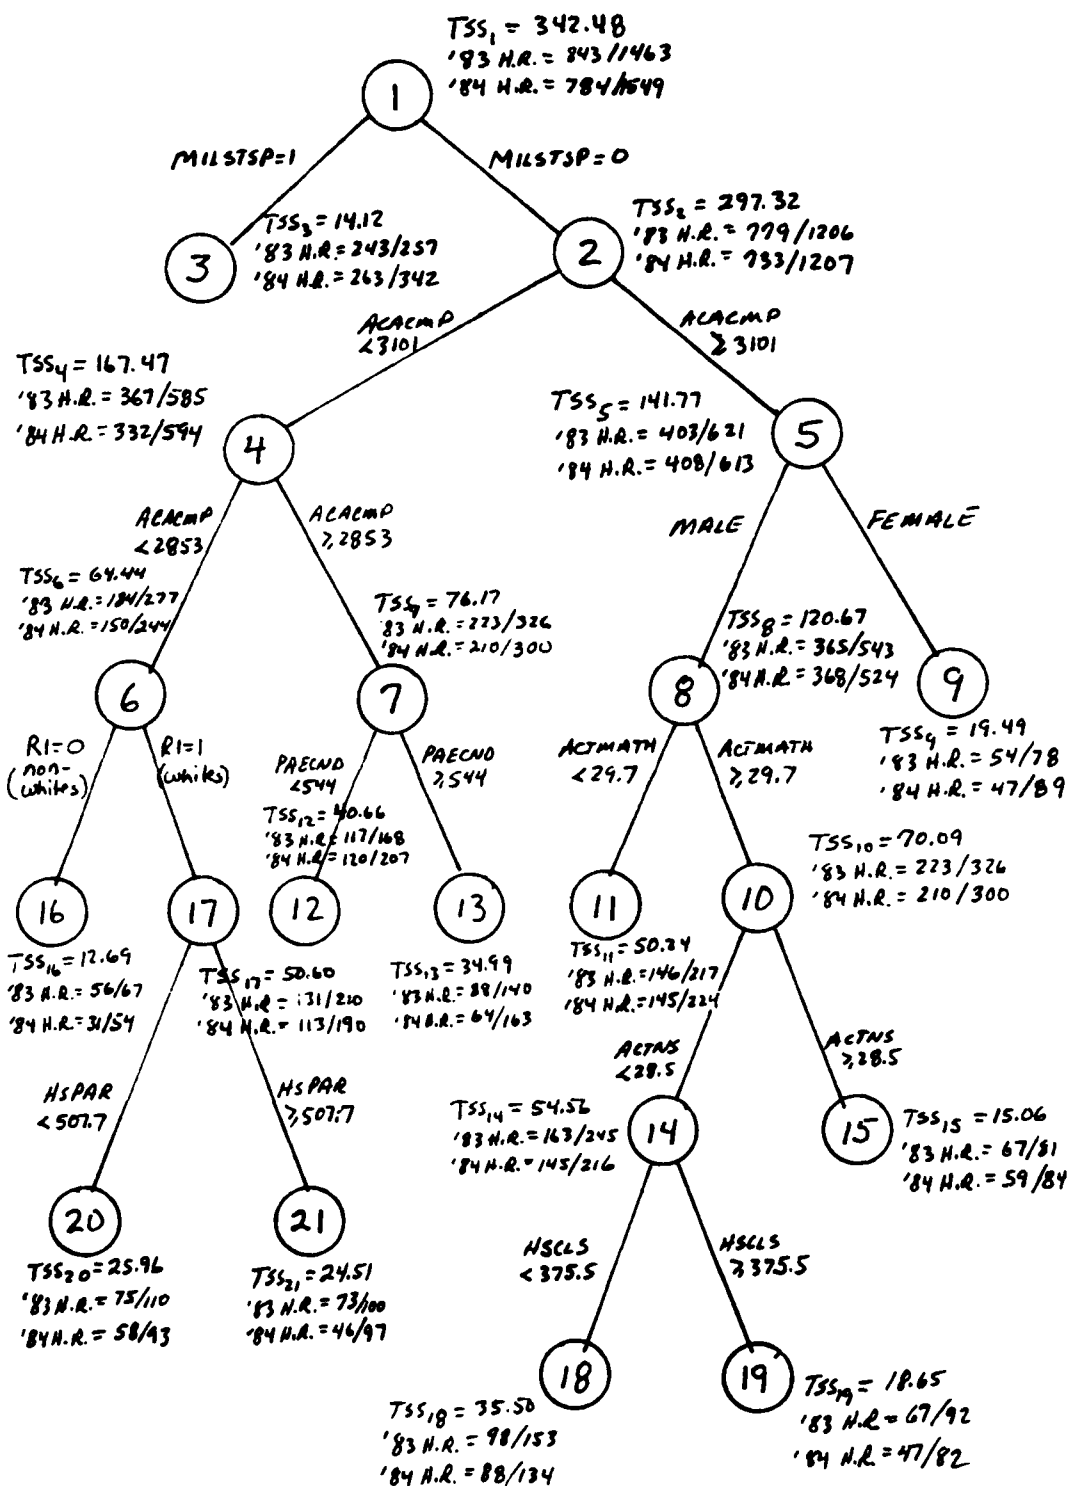 TSS₁ = 342.48
'83 H.R. = 843/1463
'84 H.R. = 784/1549
1
MILSTSP=1
MILSTSP=0
TSS₃ = 14.12
'83 H.R. = 243/257
'84 H.R. = 263/342
3
TSS₂ = 297.32
'83 H.R. = 779/1206
'84 H.R. = 733/1207
2
ACACMP
<3101
ACACMP
≥3101
TSS₄ = 167.47
'83 H.R. = 367/585
'84 H.R. = 332/594
4
TSS₅ = 141.77
'83 H.R. = 403/621
'84 H.R. = 408/613
5
ACACMP
<2853
ACACMP
≥2853
MALE
FEMALE
TSS₆ = 64.44
'83 H.R. = 184/277
'84 H.R. = 150/244
6
TSS₇ = 76.17
'83 H.R. = 223/326
'84 H.R. = 210/300
7
TSS₈ = 120.67
'83 H.R. = 365/543
'84 H.R. = 368/524
8
9
TSS₉ = 19.49
'83 H.R. = 54/78
'84 H.R. = 47/89
R1=0
(non-
whites)
R1=1
(whites)
PAECND
<544
PAECND
≥544
ACTMATH
<29.7
ACTMATH
≥29.7
TSS₁₂ = 40.66
'83 H.R. = 117/168
'84 H.R. = 120/207
TSS₁₀ = 70.09
'83 H.R. = 223/326
'84 H.R. = 210/300
16
17
12
13
11
10
TSS₁₆ = 12.69
'83 H.R. = 56/67
'84 H.R. = 31/54
TSS₁₇ = 50.60
'83 H.R. = 131/210
'84 H.R. = 113/190
TSS₁₃ = 34.99
'83 H.R. = 88/140
'84 H.R. = 64/163
TSS₁₁ = 50.24
'83 H.R. = 146/217
'84 H.R. = 145/224
HSPAR
<507.7
HSPAR
≥507.7
ACTNS
<28.5
ACTNS
≥28.5
TSS₁₄ = 54.56
'83 H.R. = 163/245
'84 H.R. = 145/216
14
15
TSS₁₅ = 15.06
'83 H.R. = 67/81
'84 H.R. = 59/84
20
21
TSS₂₀ = 25.96
'83 H.R. = 75/110
'84 H.R. = 58/93
TSS₂₁ = 24.51
'83 H.R. = 73/100
'84 H.R. = 46/97
HSCLS
<375.5
HSCLS
≥375.5
18
19
TSS₁₈ = 35.50
'83 H.R. = 98/153
'84 H.R. = 88/134
TSS₁₉ = 18.65
'83 H.R. = 67/92
'84 H.R. = 47/82